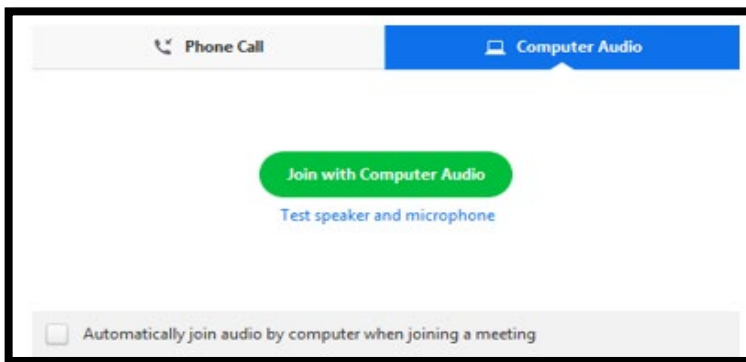 Phone Call
Computer Audio
Join with Computer Audio
Test speaker and microphone
Automatically join audio by computer when joining a meeting